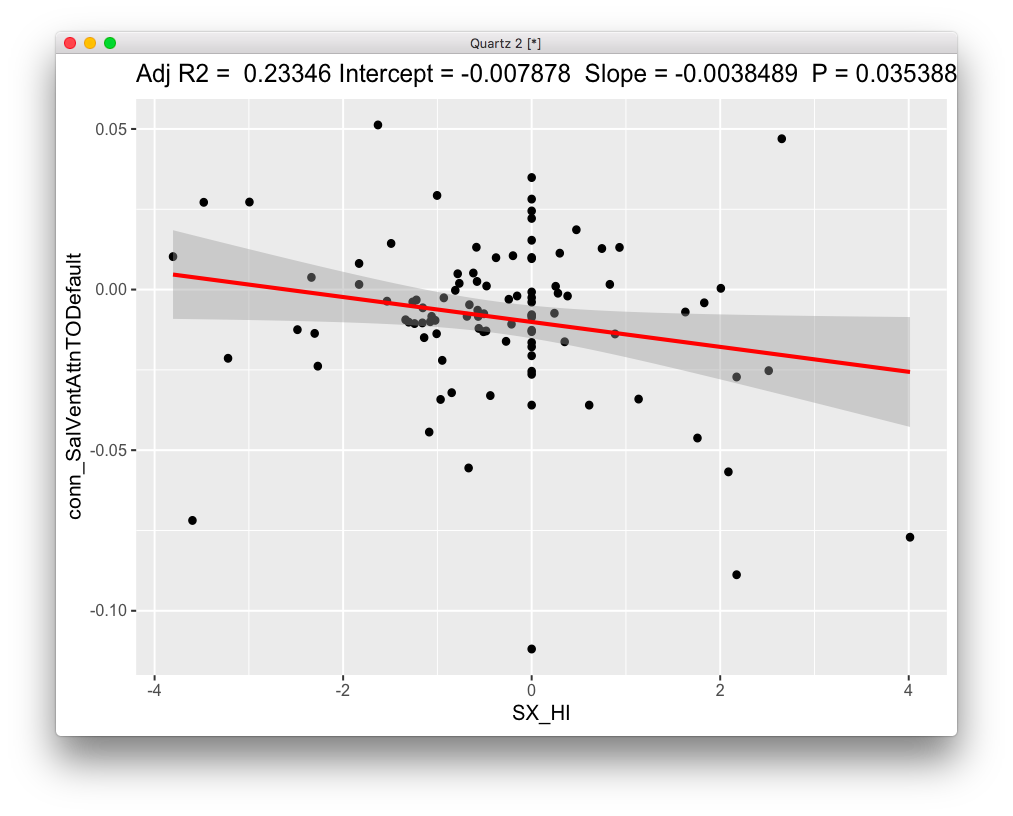 Quartz 2 [*]
Adj R2 =  0.23346 Intercept = -0.007878  Slope = -0.0038489  P = 0.035388
0.05
0.00
-0.05
-0.10
conn_SalVentAttnTODefault
-4 -2 0 2 4
SX_HI